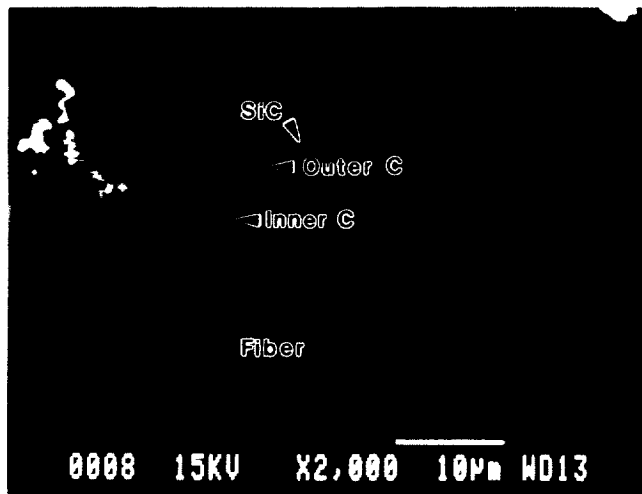 SiC
Outer C
Inner C
Fiber
0008 15KV X2,000 10μm WD13